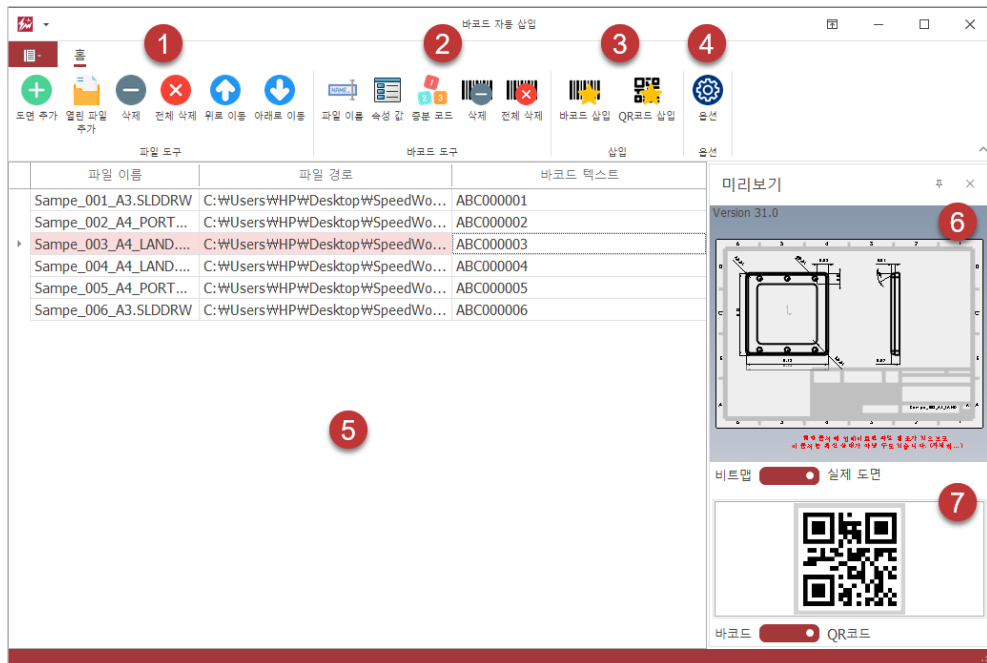 바코드 자동 삽입
홈
1
2
3
4
도면 추가
열린 파일
추가
삭제
전체 삭제
위로 이동
아래로 이동
NAME_
파일 이름
속성 값
1
2 3
증분 코드
삭제
전체 삭제
바코드 삽입
QR코드 삽입
옵션
파일 도구
바코드 도구
삽입
옵션
파일 이름 파일 경로 바코드 텍스트
Sampe_001_A3.SLDDRW C:₩Users₩HP₩Desktop₩SpeedWo... ABC000001
Sampe_002_A4_PORT... C:₩Users₩HP₩Desktop₩SpeedWo... ABC000002
Sampe_003_A4_LAND.... C:₩Users₩HP₩Desktop₩SpeedWo... ABC000003
Sampe_004_A4_LAND.... C:₩Users₩HP₩Desktop₩SpeedWo... ABC000004
Sampe_005_A4_PORT... C:₩Users₩HP₩Desktop₩SpeedWo... ABC000005
Sampe_006_A3.SLDDRW C:₩Users₩HP₩Desktop₩SpeedWo... ABC000006
5
미리보기
Version 31.0
6
비트맵 실제 도면
7
바코드 QR코드